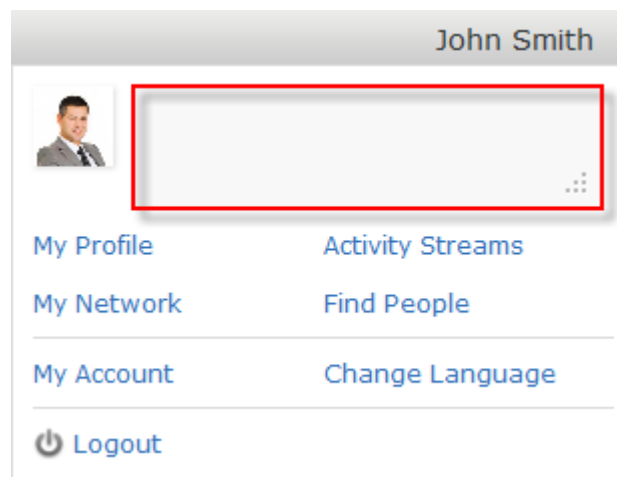 John Smith
My Profile Activity Streams
My Network Find People
My Account Change Language
Logout